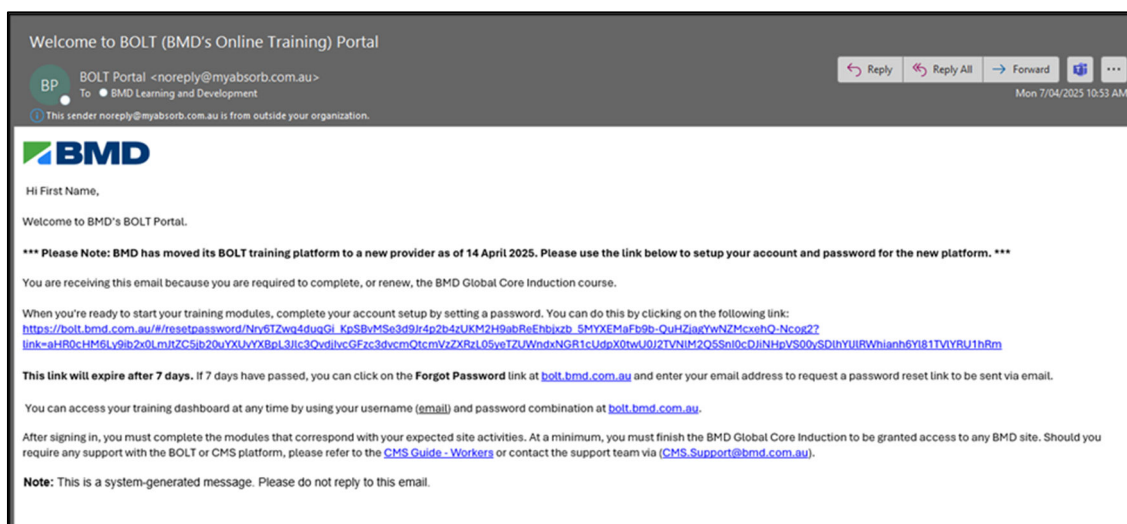 Welcome to BOLT (BMD's Online Training) Portal
BP
BOLT Portal <noreply@myabsorb.com.au>
To BMD Learning and Development
Reply
Reply All
Forward
Mon 7/04/2025 10:53 AM
This sender noreply@myabsorb.com.au is from outside your organization.
BMD
Hi First Name,
Welcome to BMD's BOLT Portal.
*** Please Note: BMD has moved its BOLT training platform to a new provider as of 14 April 2025. Please use the link below to setup your account and password for the new platform. ***
You are receiving this email because you are required to complete, or renew, the BMD Global Core Induction course.
When you're ready to start your training modules, complete your account setup by setting a password. You can do this by clicking on the following link:
https://bolt.bmd.com.au/#/resetpassword/
This link will expire after 7 days. If 7 days have passed, you can click on the Forgot Password link at bolt.bmd.com.au and enter your email address to request a password reset link to be sent via email.
You can access your training dashboard at any time by using your username (email) and password combination at bolt.bmd.com.au.
After signing in, you must complete the modules that correspond with your expected site activities. At a minimum, you must finish the BMD Global Core Induction to be granted access to any BMD site. Should you
require any support with the BOLT or CMS platform, please refer to the CMS Guide - Workers or contact the support team via (CMS.Support@bmd.com.au).
Note: This is a system-generated message. Please do not reply to this email.